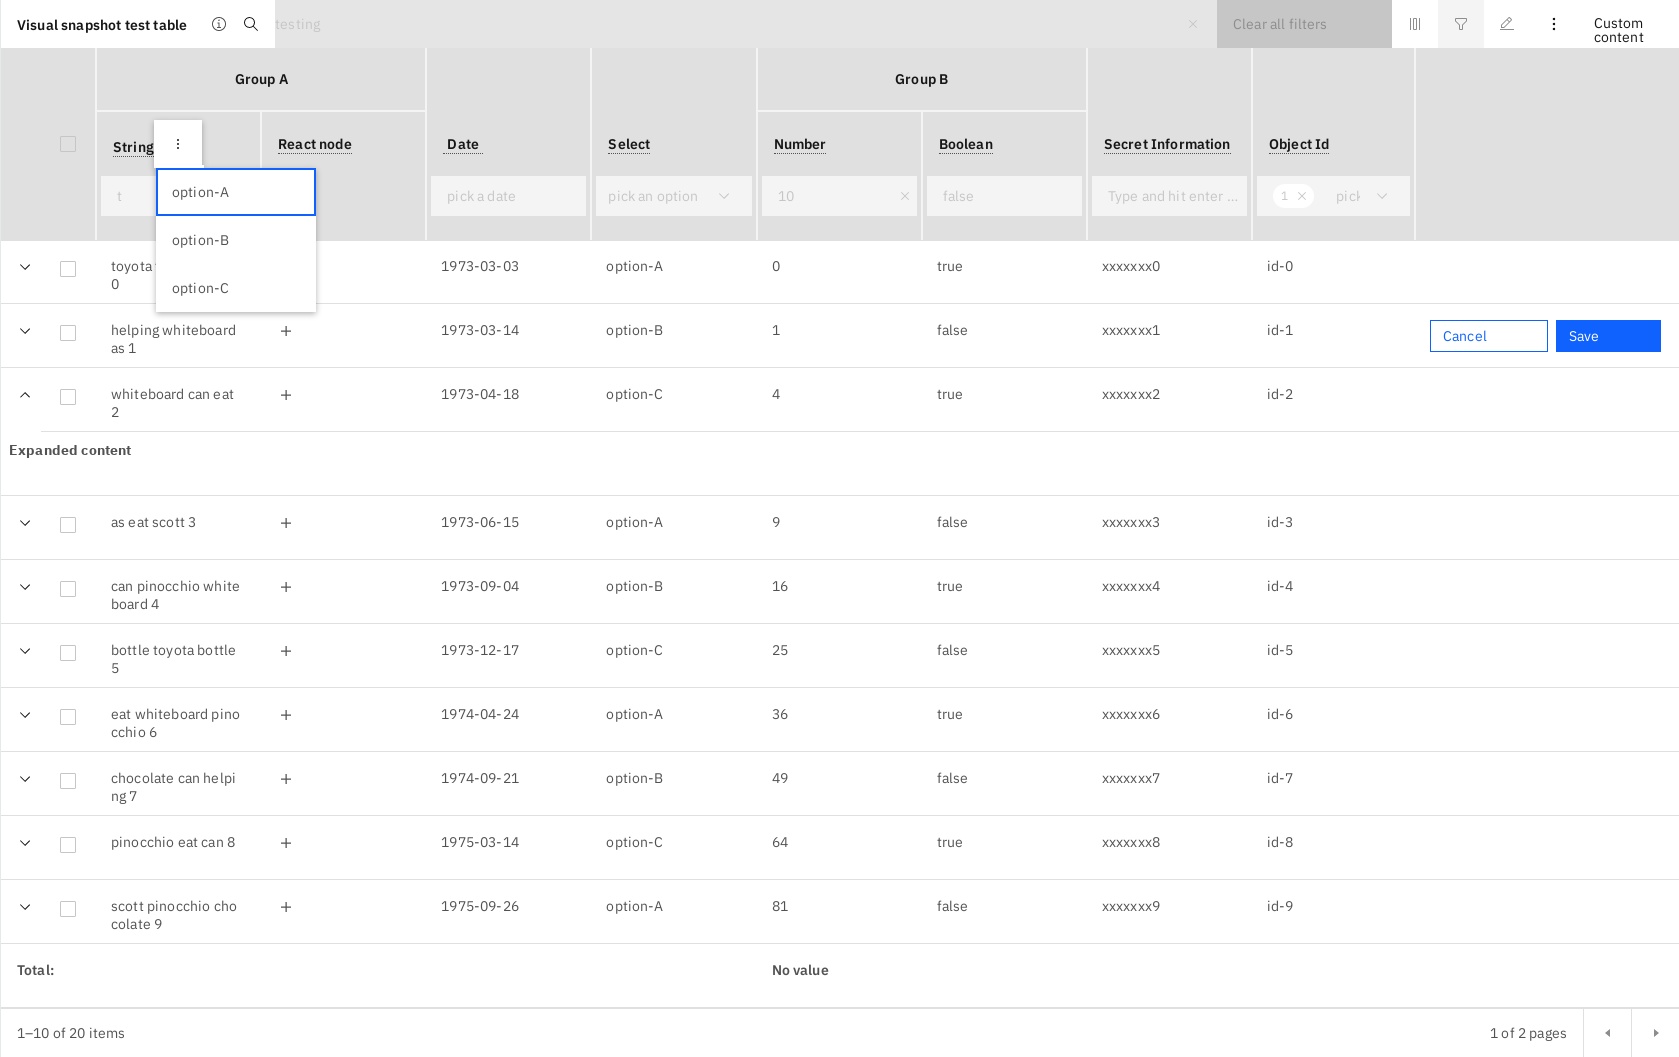 Visual snapshot test table
testing
Clear all filters
Custom
content
Group A
Group B
String
React node
Date
Select
Number
Boolean
Secret Information
Object Id
t
pick a date
pick an option
10
false
Type and hit enter ...
1
pick
option-A
option-B
option-C
toyota
0
1973-03-03
option-A
0
true
xxxxxxx0
id-0
helping whiteboard
as 1
1973-03-14
option-B
1
false
xxxxxxx1
id-1
Cancel
Save
whiteboard can eat
2
1973-04-18
option-C
4
true
xxxxxxx2
id-2
Expanded content
as eat scott 3
1973-06-15
option-A
9
false
xxxxxxx3
id-3
can pinocchio white
board 4
1973-09-04
option-B
16
true
xxxxxxx4
id-4
bottle toyota bottle
5
1973-12-17
option-C
25
false
xxxxxxx5
id-5
eat whiteboard pino
cchio 6
1974-04-24
option-A
36
true
xxxxxxx6
id-6
chocolate can helpi
ng 7
1974-09-21
option-B
49
false
xxxxxxx7
id-7
pinocchio eat can 8
1975-03-14
option-C
64
true
xxxxxxx8
id-8
scott pinocchio cho
colate 9
1975-09-26
option-A
81
false
xxxxxxx9
id-9
Total:
No value
1–10 of 20 items
1 of 2 pages